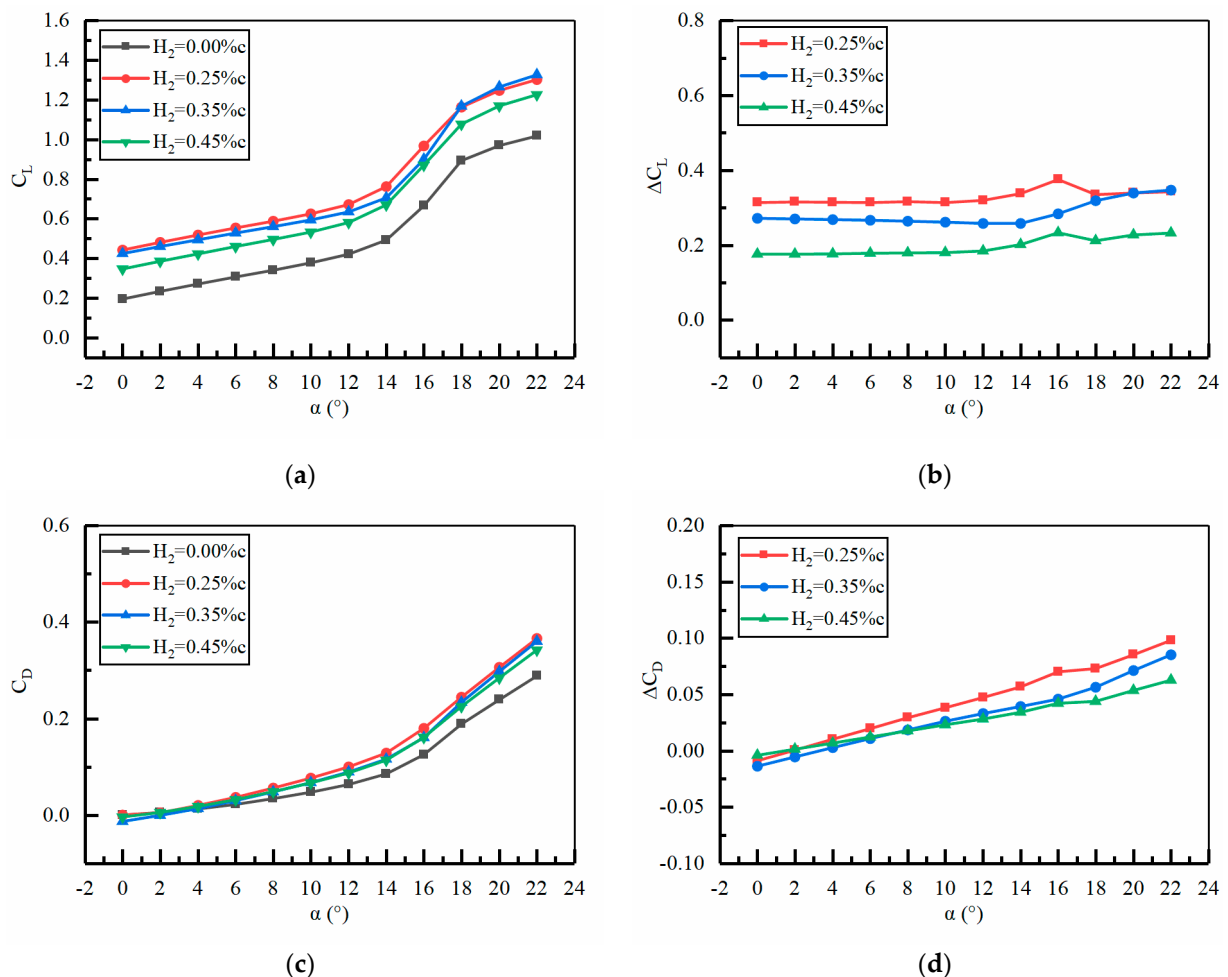 1.6
1.4
1.2
1.0
0.8
0.6
0.4
0.2
0.0
C_L
H₂=0.00%c
H₂=0.25%c
H₂=0.35%c
H₂=0.45%c
-2 0 2 4 6 8 10 12 14 16 18 20 22 24
α (°)
(a)
0.8
0.6
0.4
0.2
0.0
ΔC_L
H₂=0.25%c
H₂=0.35%c
H₂=0.45%c
-2 0 2 4 6 8 10 12 14 16 18 20 22 24
α (°)
(b)
0.6
0.4
0.2
0.0
C_D
H₂=0.00%c
H₂=0.25%c
H₂=0.35%c
H₂=0.45%c
-2 0 2 4 6 8 10 12 14 16 18 20 22 24
α (°)
(c)
0.20
0.15
0.10
0.05
0.00
-0.05
-0.10
ΔC_D
H₂=0.25%c
H₂=0.35%c
H₂=0.45%c
-2 0 2 4 6 8 10 12 14 16 18 20 22 24
α (°)
(d)